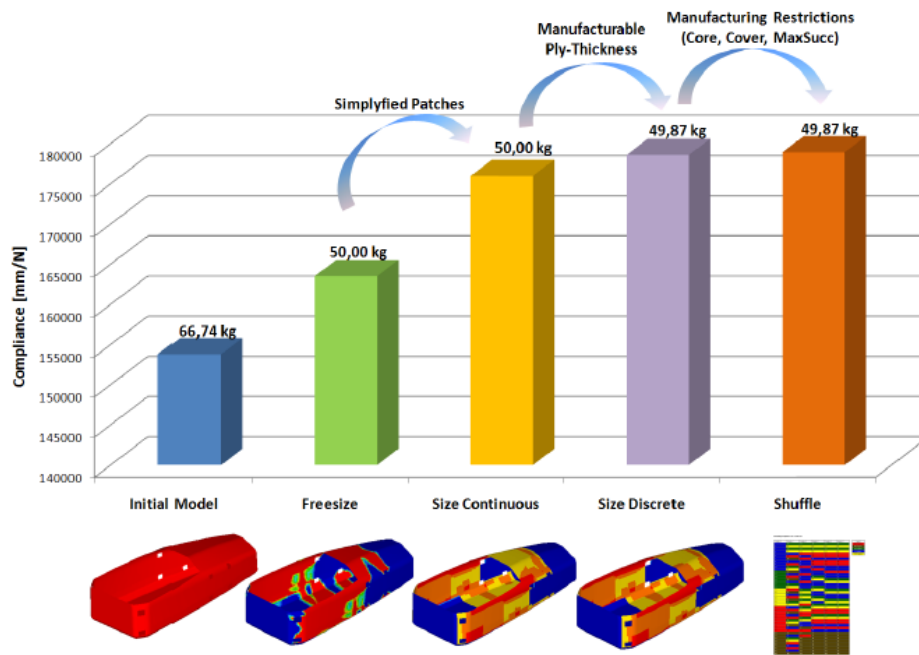 Manufacturing Restrictions
(Core, Cover, MaxSucc)
Manufacturable
Ply-Thickness
Simplyfied Patches
49,87 kg
49,87 kg
50,00 kg
50,00 kg
66,74 kg
Compliance [mm/N]
180000
175000
170000
165000
160000
155000
150000
145000
140000
Initial Model
Freesize
Size Continuous
Size Discrete
Shuffle